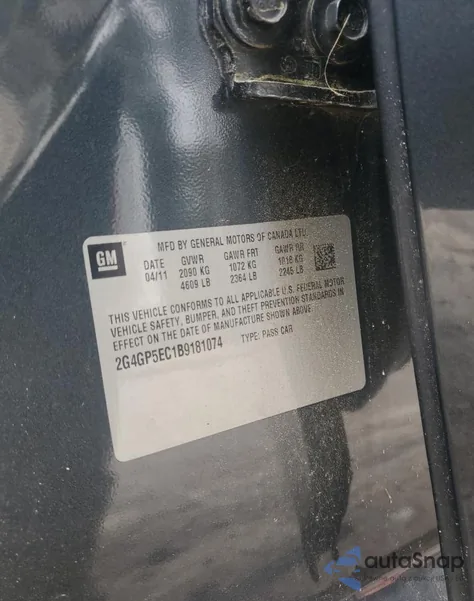 GM
MFD BY GENERAL MOTORS OF CANADA LTD
DATE GVWR GAWR FRT GAWR RR
04/11 2090 KG 1072 KG 1018 KG
4609 LB 2364 LB 2245 LB
THIS VEHICLE CONFORMS TO ALL APPLICABLE U.S. FEDERAL MOTOR
VEHICLE SAFETY, BUMPER, AND THEFT PREVENTION STANDARDS IN
EFFECT ON THE DATE OF MANUFACTURE SHOWN ABOVE
2G4GP5EC1B9181074 TYPE: PASS CAR
autoSnap